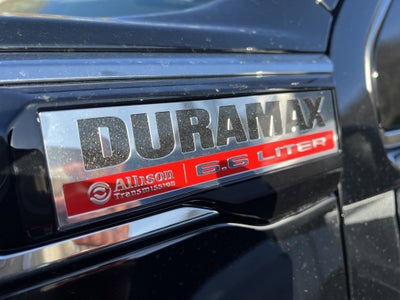 DURAMAX
Allison 6.6 LITER
Transmission